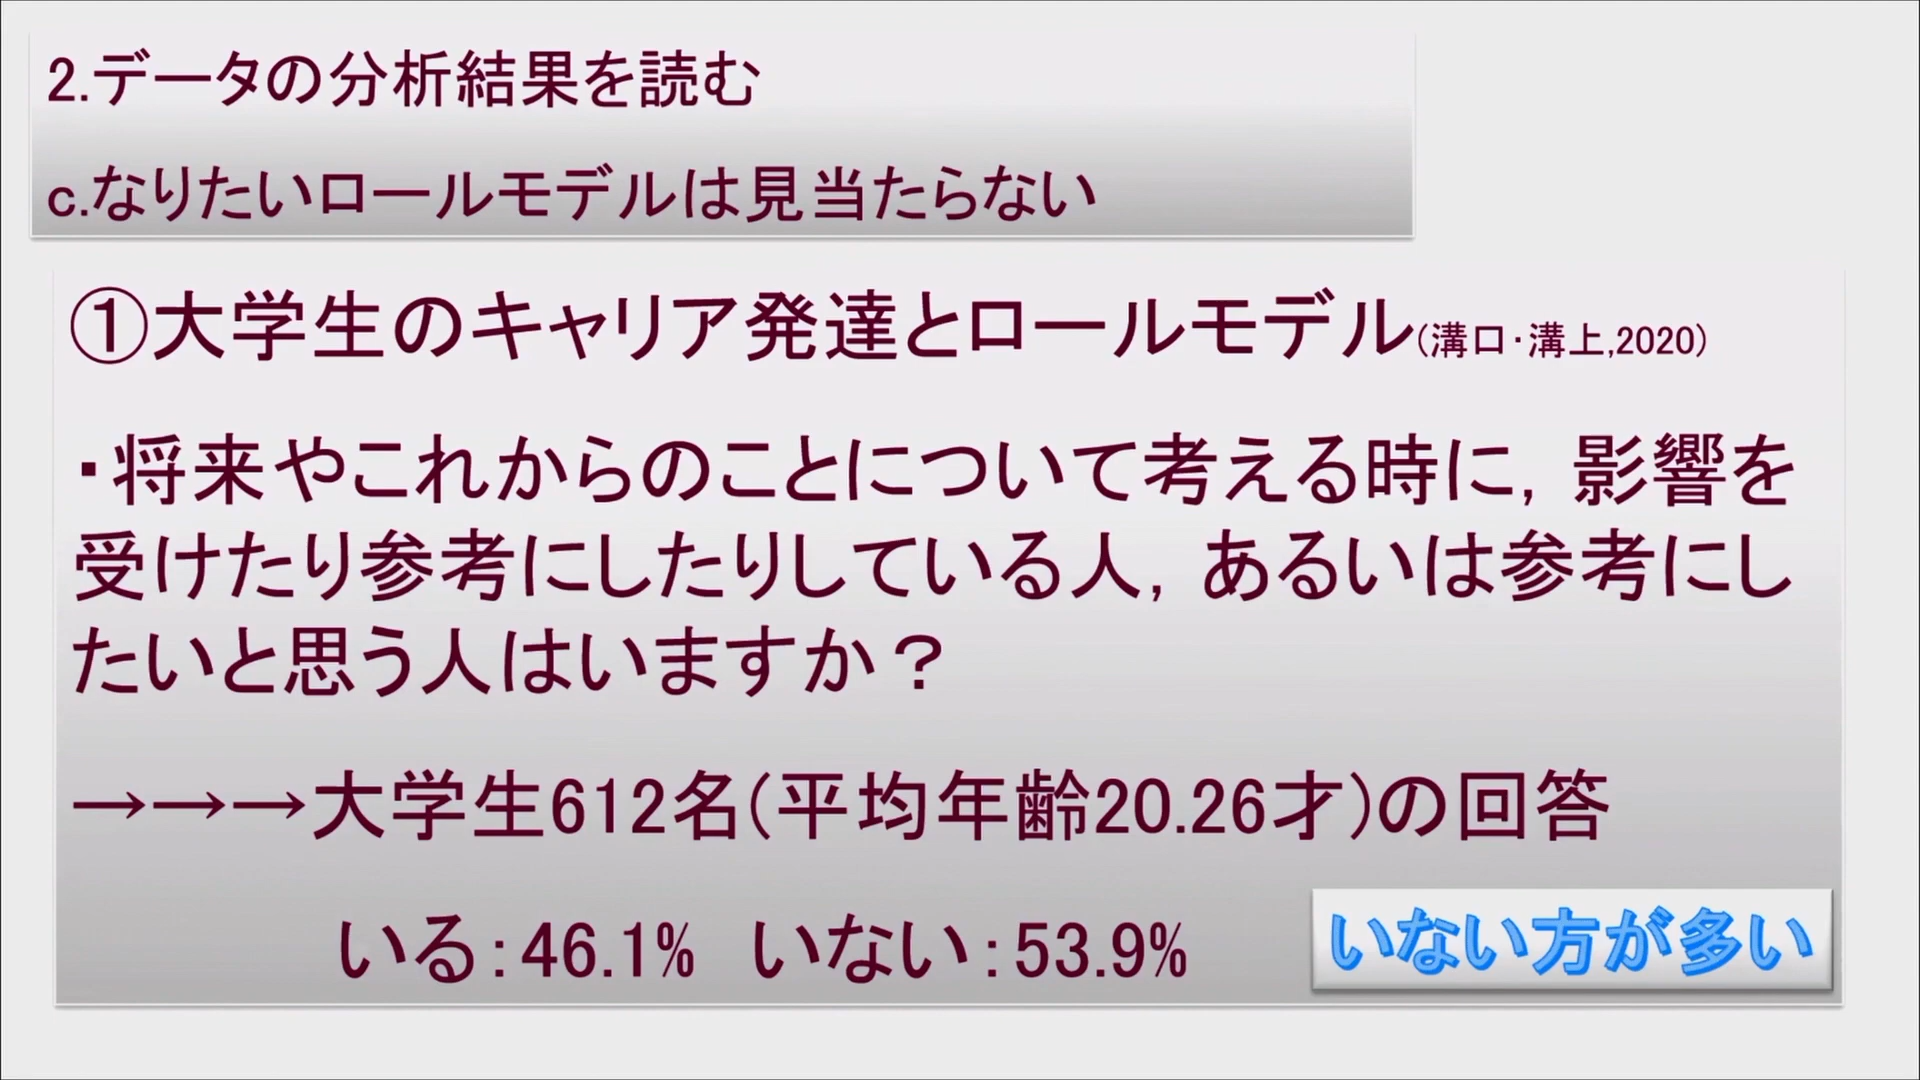 2.データの分析結果を読む
c.なりたいロールモデルは見当たらない
①大学生のキャリア発達とロールモデル(溝口・溝上,2020)
・将来やこれからのことについて考える時に，影響を
受けたり参考にしたりしている人，あるいは参考にし
たいと思う人はいますか？
→→→大学生612名(平均年齢20.26才)の回答
いる：46.1%　いない：53.9%
いない方が多い